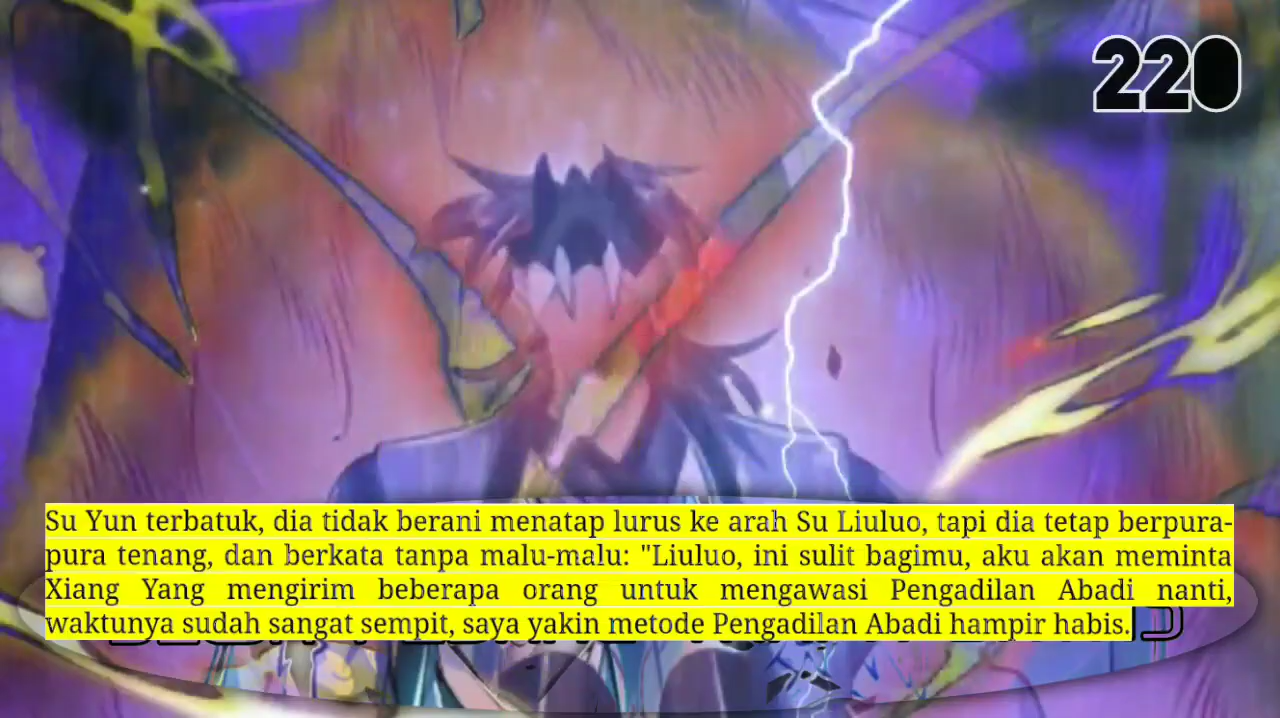 220
Su Yun terbatuk, dia tidak berani menatap lurus ke arah Su Liuluo, tapi dia tetap berpura-
pura tenang, dan berkata tanpa malu-malu: "Liuluo, ini sulit bagimu, aku akan meminta
Xiang Yang mengirim beberapa orang untuk mengawasi Pengadilan Abadi nanti,
waktunya sudah sangat sempit, saya yakin metode Pengadilan Abadi hampir habis.